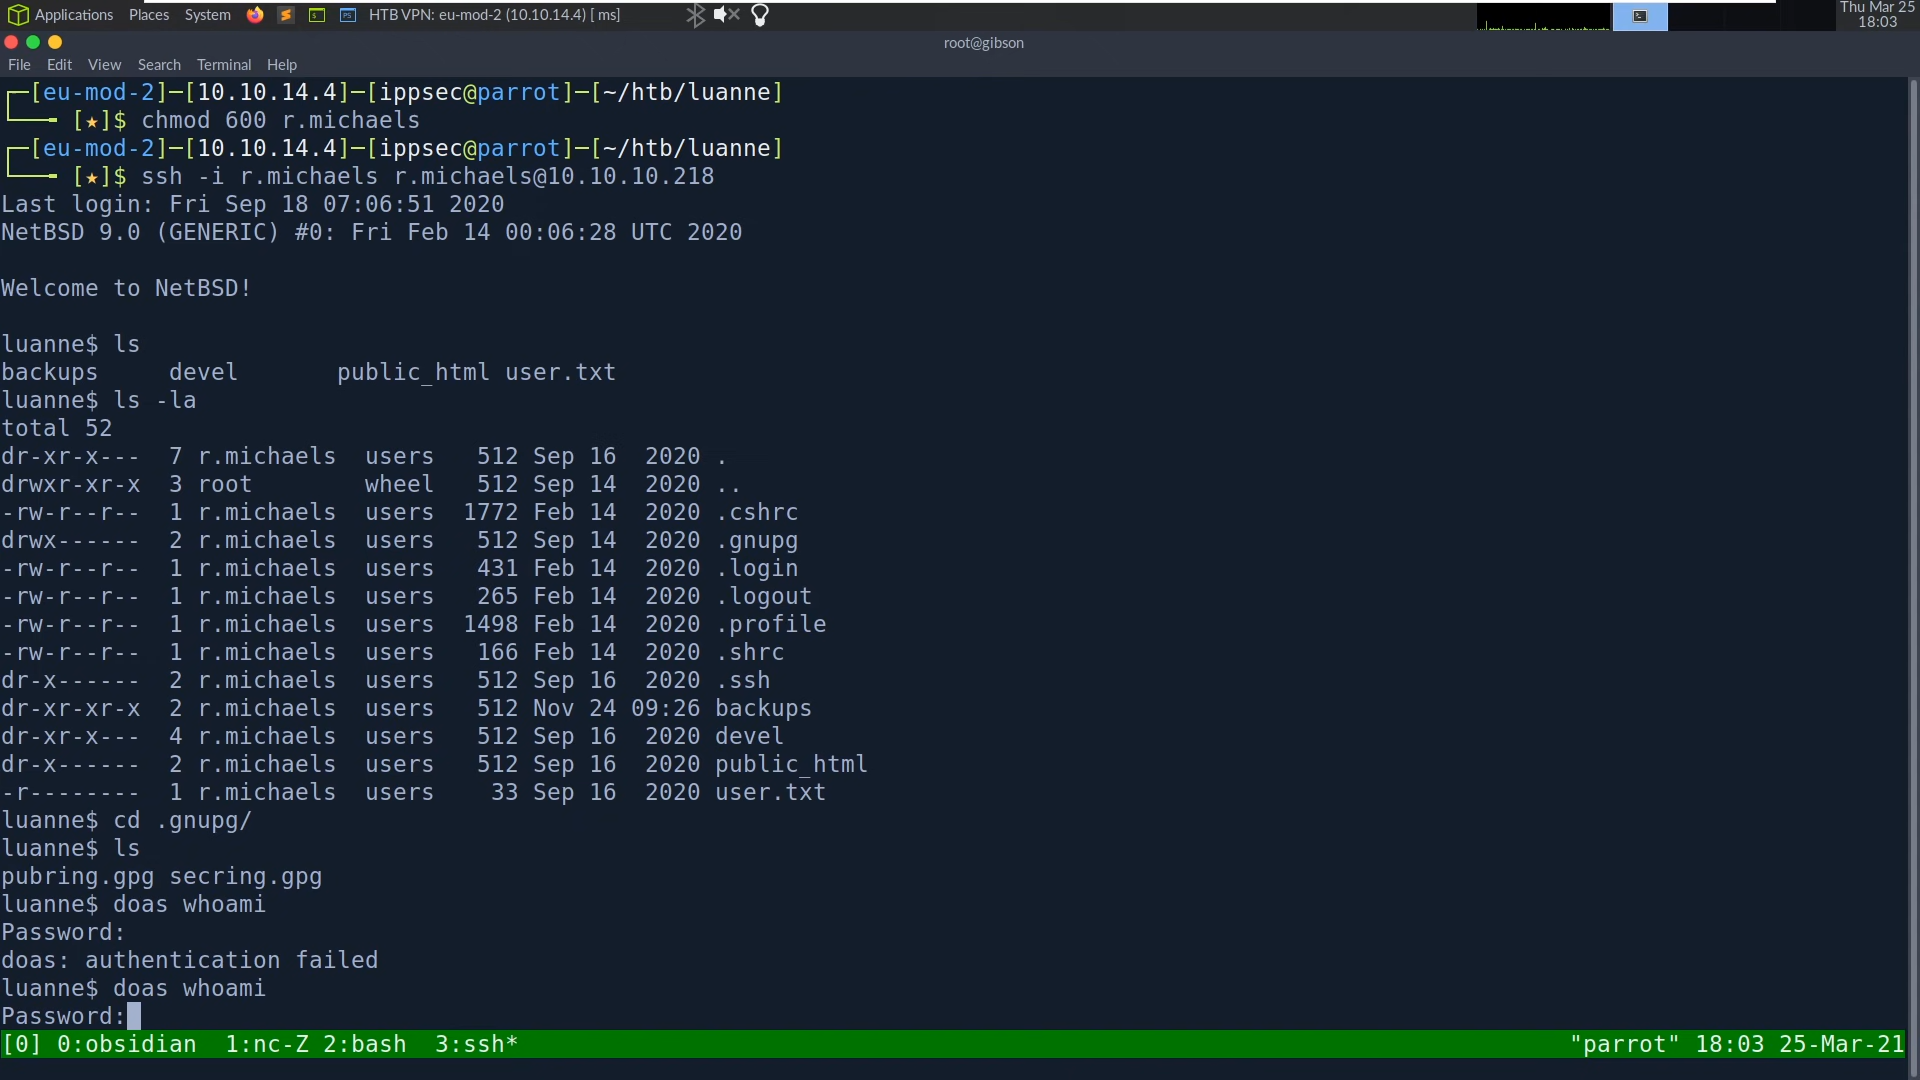 Applications Places System HTB VPN: eu-mod-2 (10.10.14.4) [ ms] Thu Mar 25
18:03
root@gibson
File Edit View Search Terminal Help
┌─[eu-mod-2]─[10.10.14.4]─[ippsec@parrot]─[~/htb/luanne]
└──╼ [★]$ chmod 600 r.michaels
┌─[eu-mod-2]─[10.10.14.4]─[ippsec@parrot]─[~/htb/luanne]
└──╼ [★]$ ssh -i r.michaels r.michaels@10.10.10.218
Last login: Fri Sep 18 07:06:51 2020
NetBSD 9.0 (GENERIC) #0: Fri Feb 14 00:06:28 UTC 2020
Welcome to NetBSD!
luanne$ ls
backups     devel       public_html user.txt
luanne$ ls -la
total 52
dr-xr-x---  7 r.michaels  users   512 Sep 16  2020 .
drwxr-xr-x  3 root        wheel   512 Sep 14  2020 ..
-rw-r--r--  1 r.michaels  users  1772 Feb 14  2020 .cshrc
drwx------  2 r.michaels  users   512 Sep 14  2020 .gnupg
-rw-r--r--  1 r.michaels  users   431 Feb 14  2020 .login
-rw-r--r--  1 r.michaels  users   265 Feb 14  2020 .logout
-rw-r--r--  1 r.michaels  users  1498 Feb 14  2020 .profile
-rw-r--r--  1 r.michaels  users   166 Feb 14  2020 .shrc
dr-x------  2 r.michaels  users   512 Sep 16  2020 .ssh
dr-xr-xr-x  2 r.michaels  users   512 Nov 24 09:26 backups
dr-xr-x---  4 r.michaels  users   512 Sep 16  2020 devel
dr-x------  2 r.michaels  users   512 Sep 16  2020 public_html
-r--------  1 r.michaels  users    33 Sep 16  2020 user.txt
luanne$ cd .gnupg/
luanne$ ls
pubring.gpg secring.gpg
luanne$ doas whoami
Password:
doas: authentication failed
luanne$ doas whoami
Password:
[0] 0:obsidian  1:nc-Z 2:bash  3:ssh* "parrot" 18:03 25-Mar-21